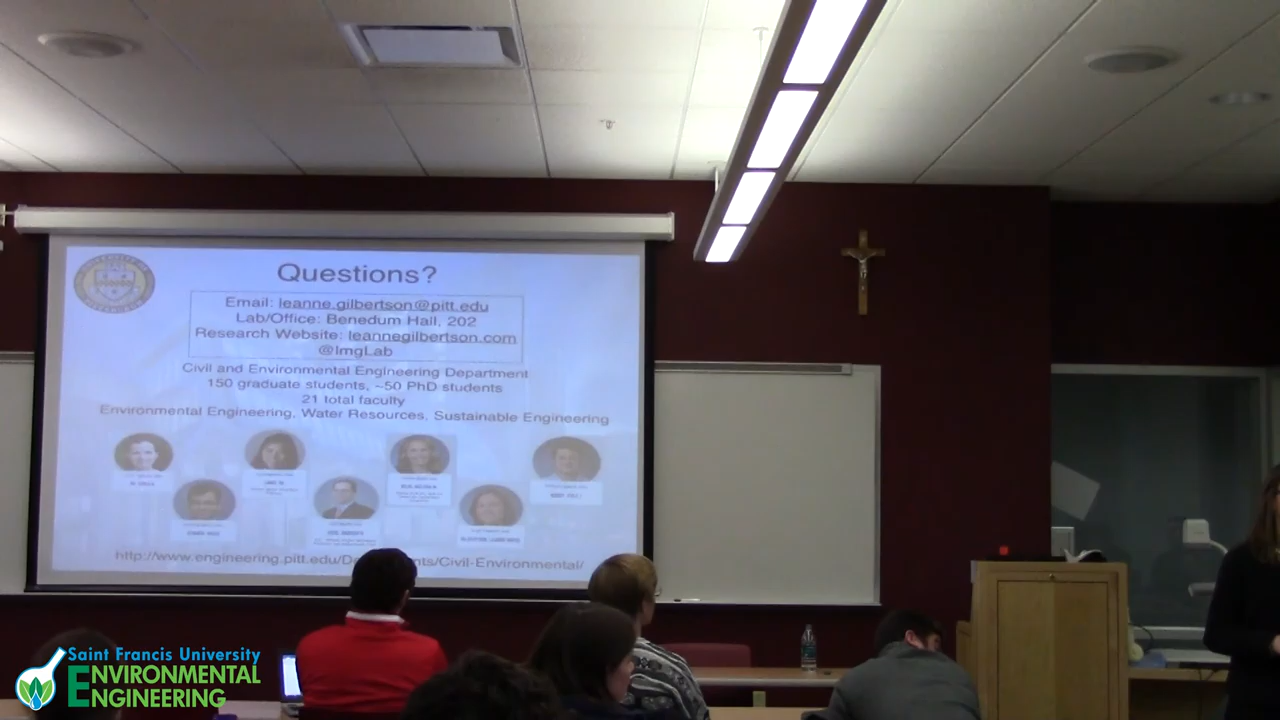 Questions?
Email: leanne.gilbertson@pitt.edu
Lab/Office: Benedum Hall, 202
Research Website: leannegilbertson.com
@lmgLab
Civil and Environmental Engineering Department
150 graduate students, ~50 PhD students
21 total faculty
Environmental Engineering, Water Resources, Sustainable Engineering
http://www.engineering.pitt.edu/De nts/Civil-Environmental/
Saint Francis University
ENVIRONMENTAL
ENGINEERING